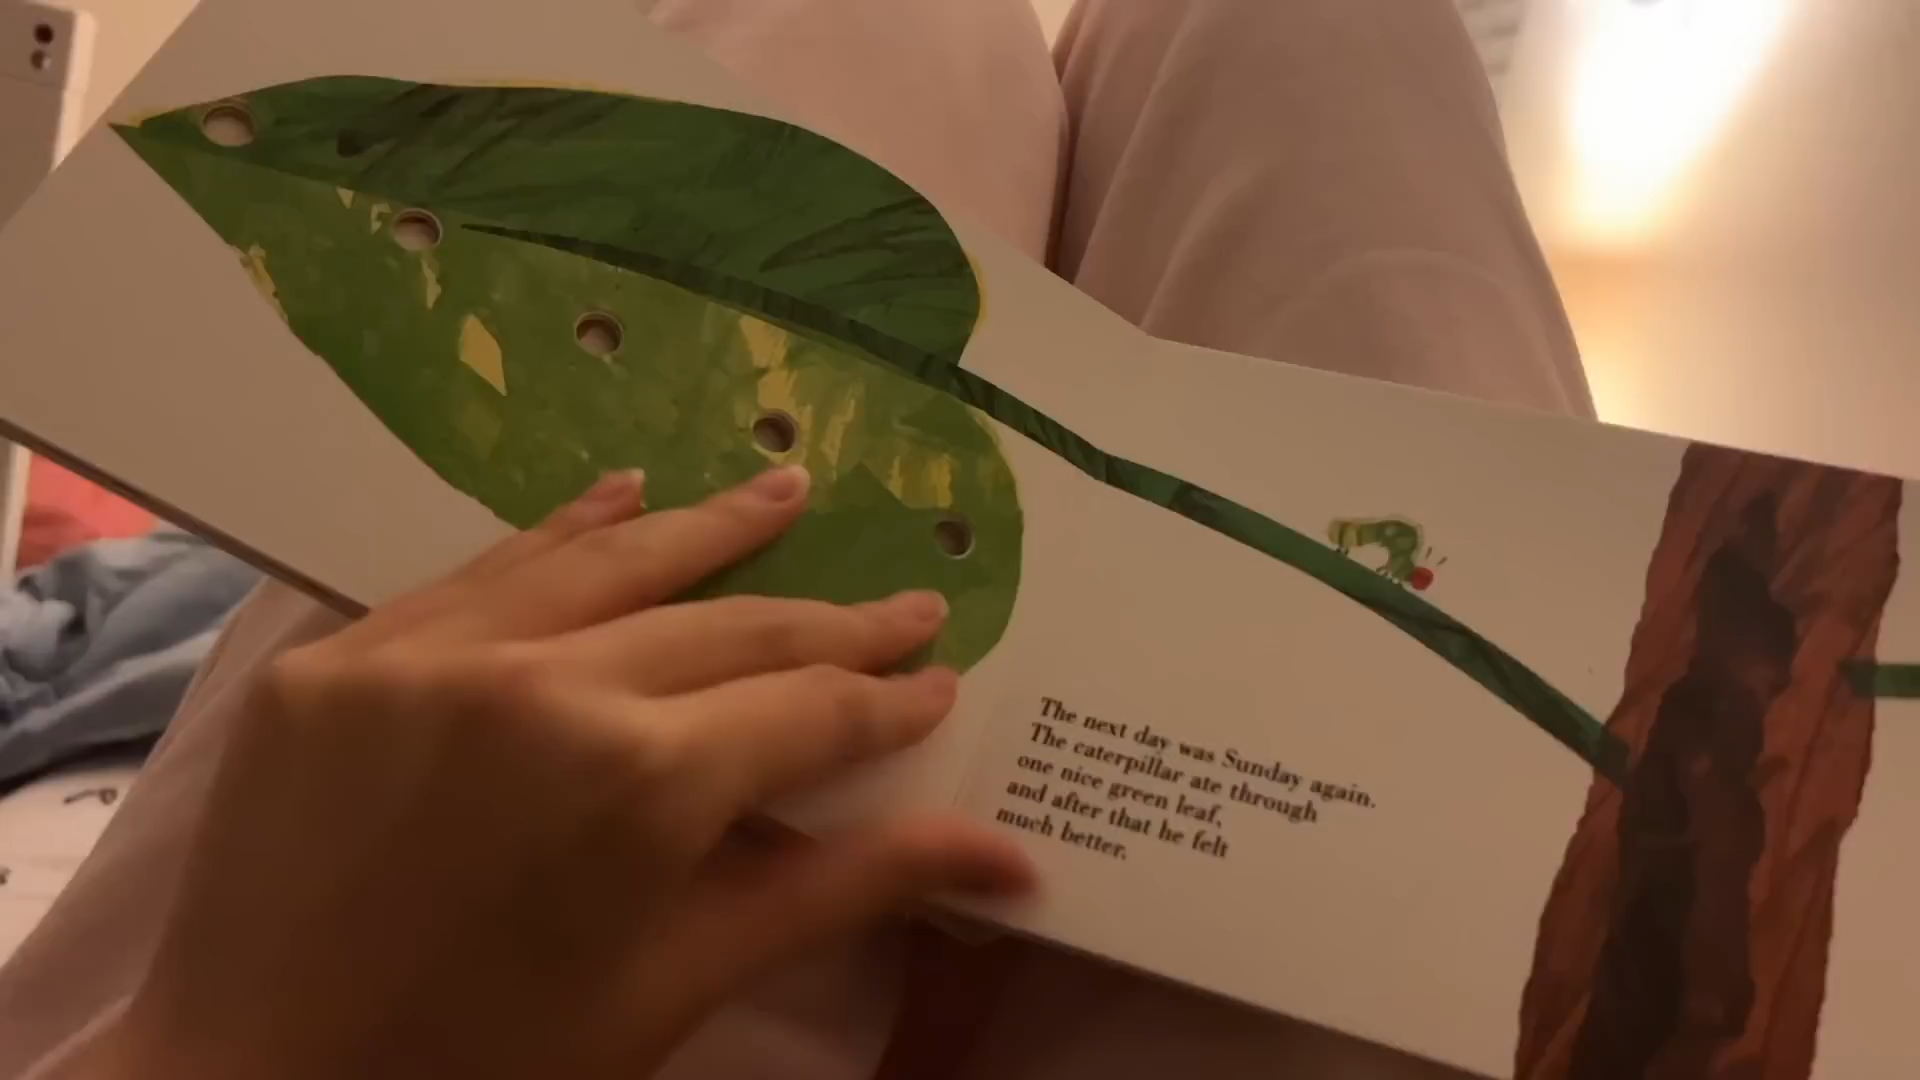 The next day was Sunday again.
The caterpillar ate through
one nice green leaf,
and after that he felt
much better.